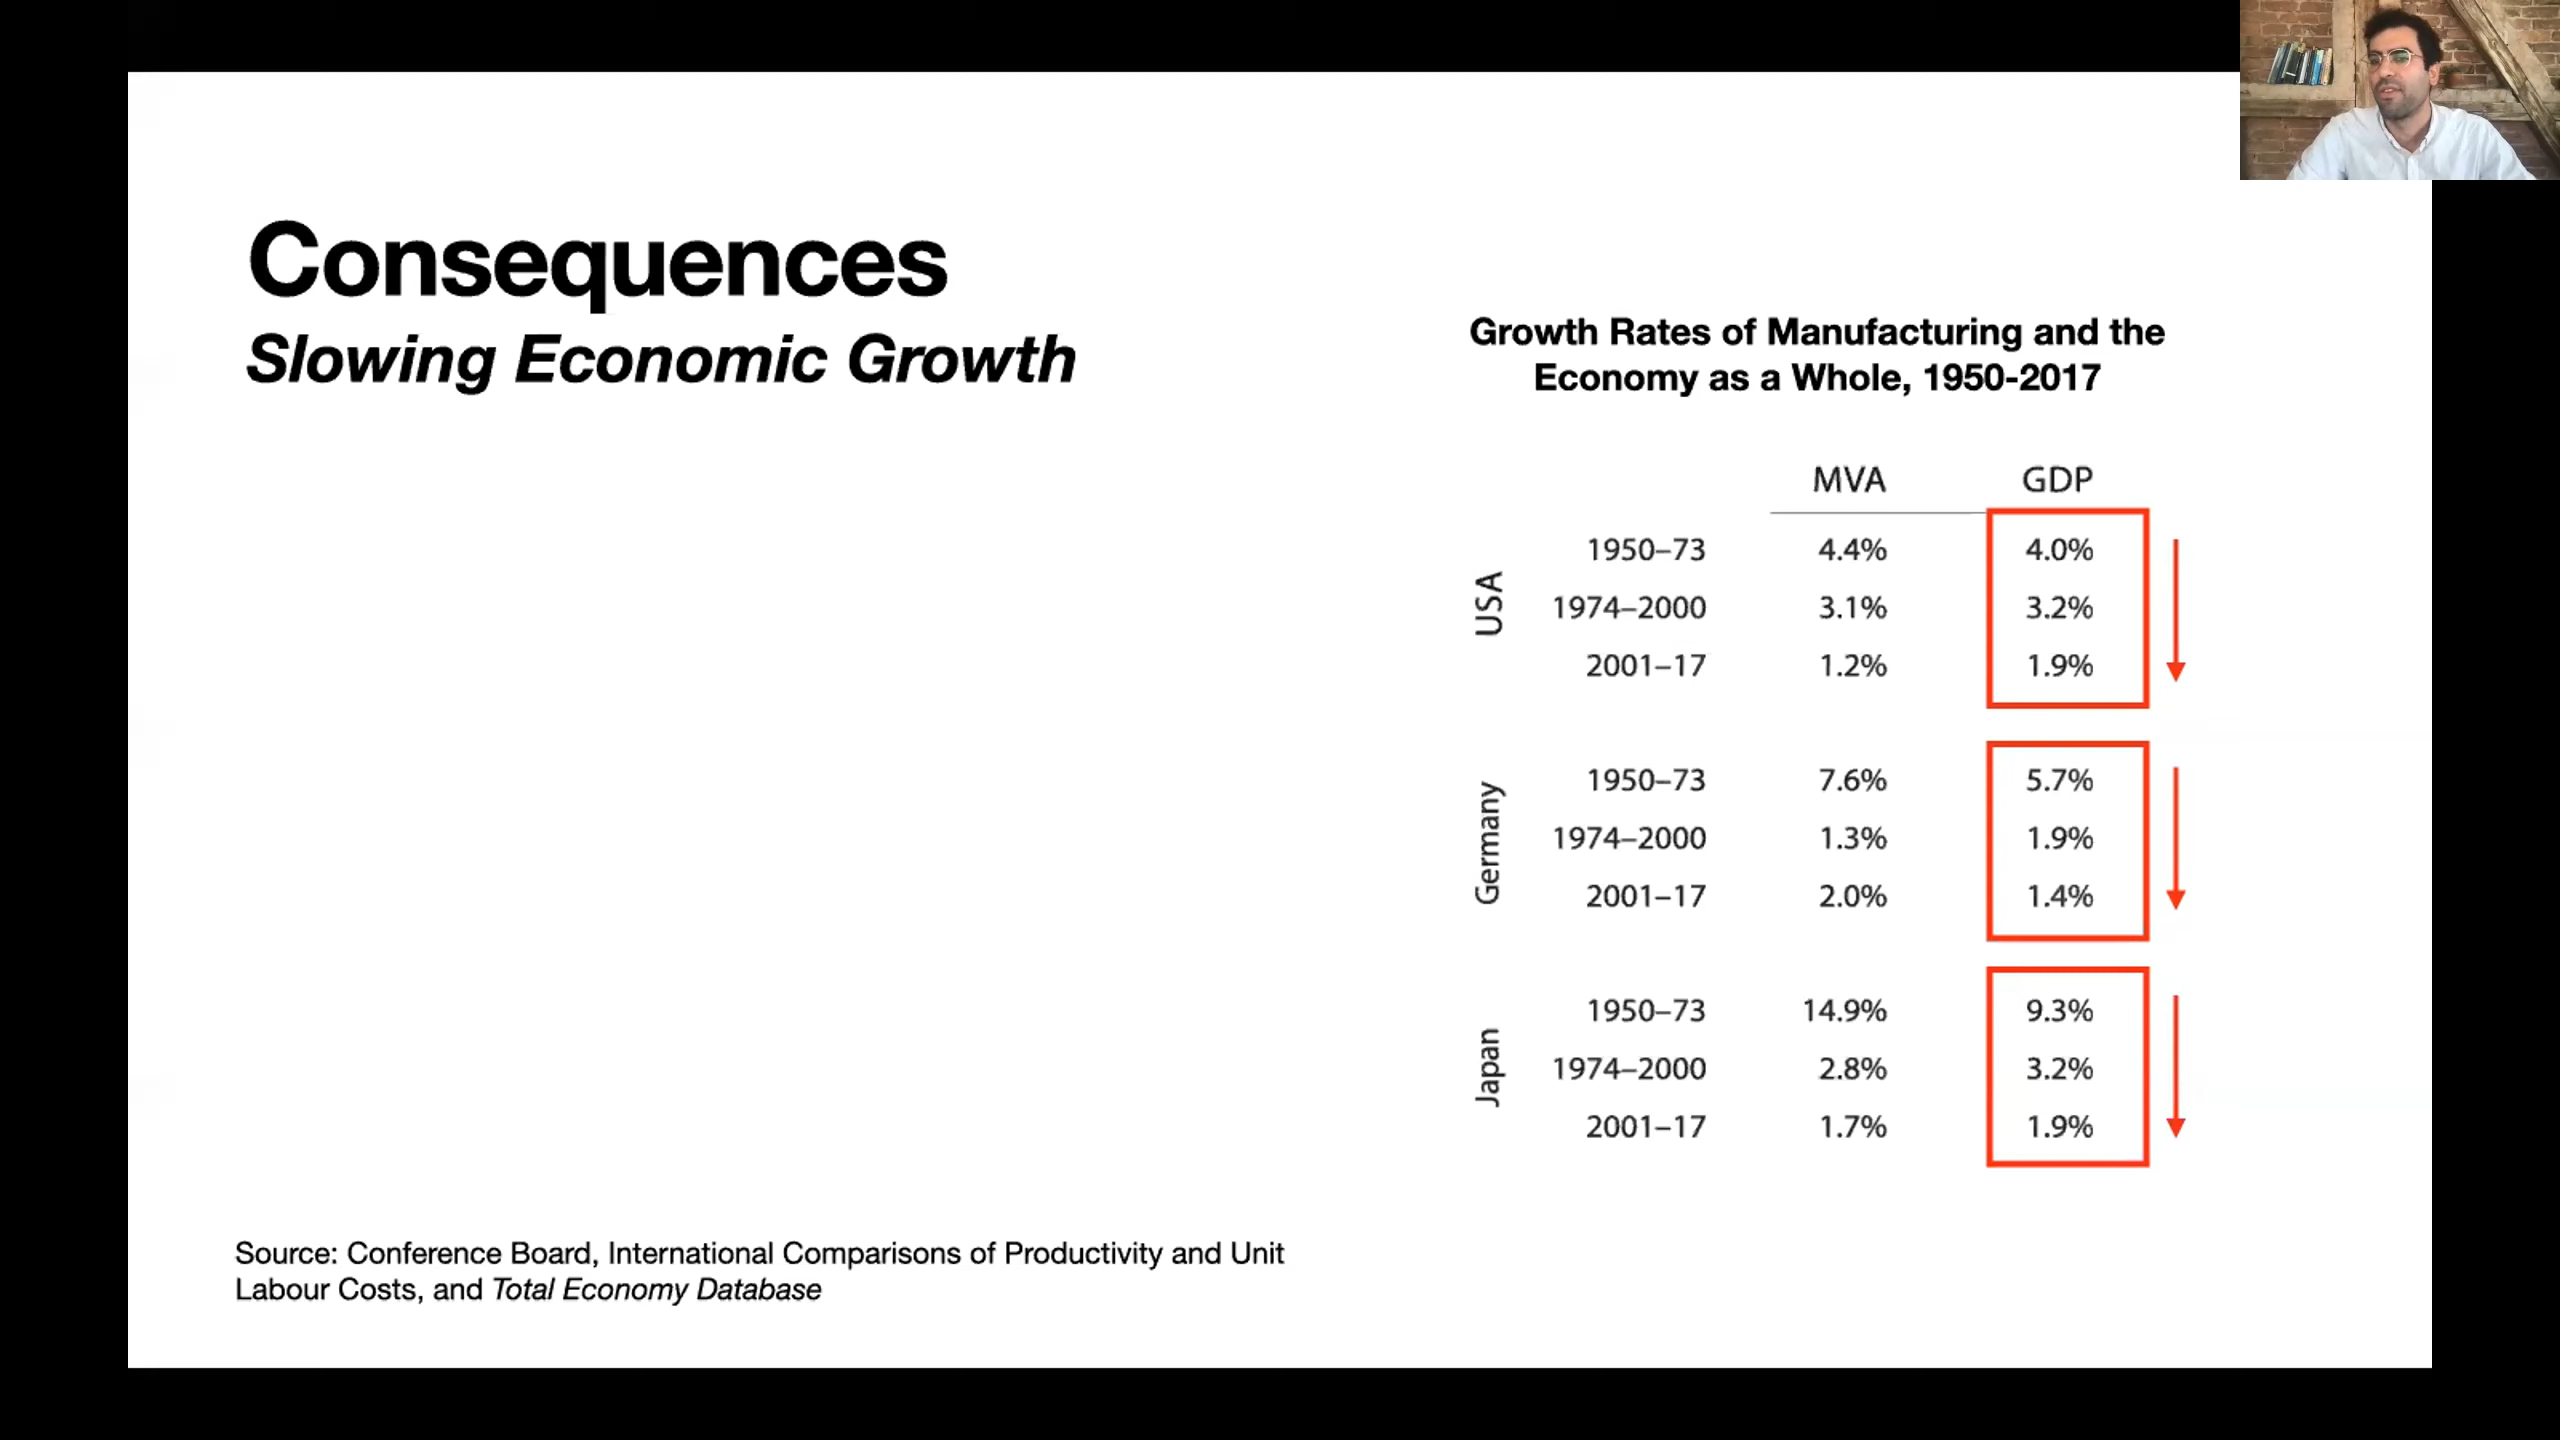 Consequences
Slowing Economic Growth
Growth Rates of Manufacturing and the
Economy as a Whole, 1950-2017
MVA GDP
USA
1950–73 4.4% 4.0%
1974–2000 3.1% 3.2%
2001–17 1.2% 1.9%
Germany
1950–73 7.6% 5.7%
1974–2000 1.3% 1.9%
2001–17 2.0% 1.4%
Japan
1950–73 14.9% 9.3%
1974–2000 2.8% 3.2%
2001–17 1.7% 1.9%
Source: Conference Board, International Comparisons of Productivity and Unit
Labour Costs, and Total Economy Database